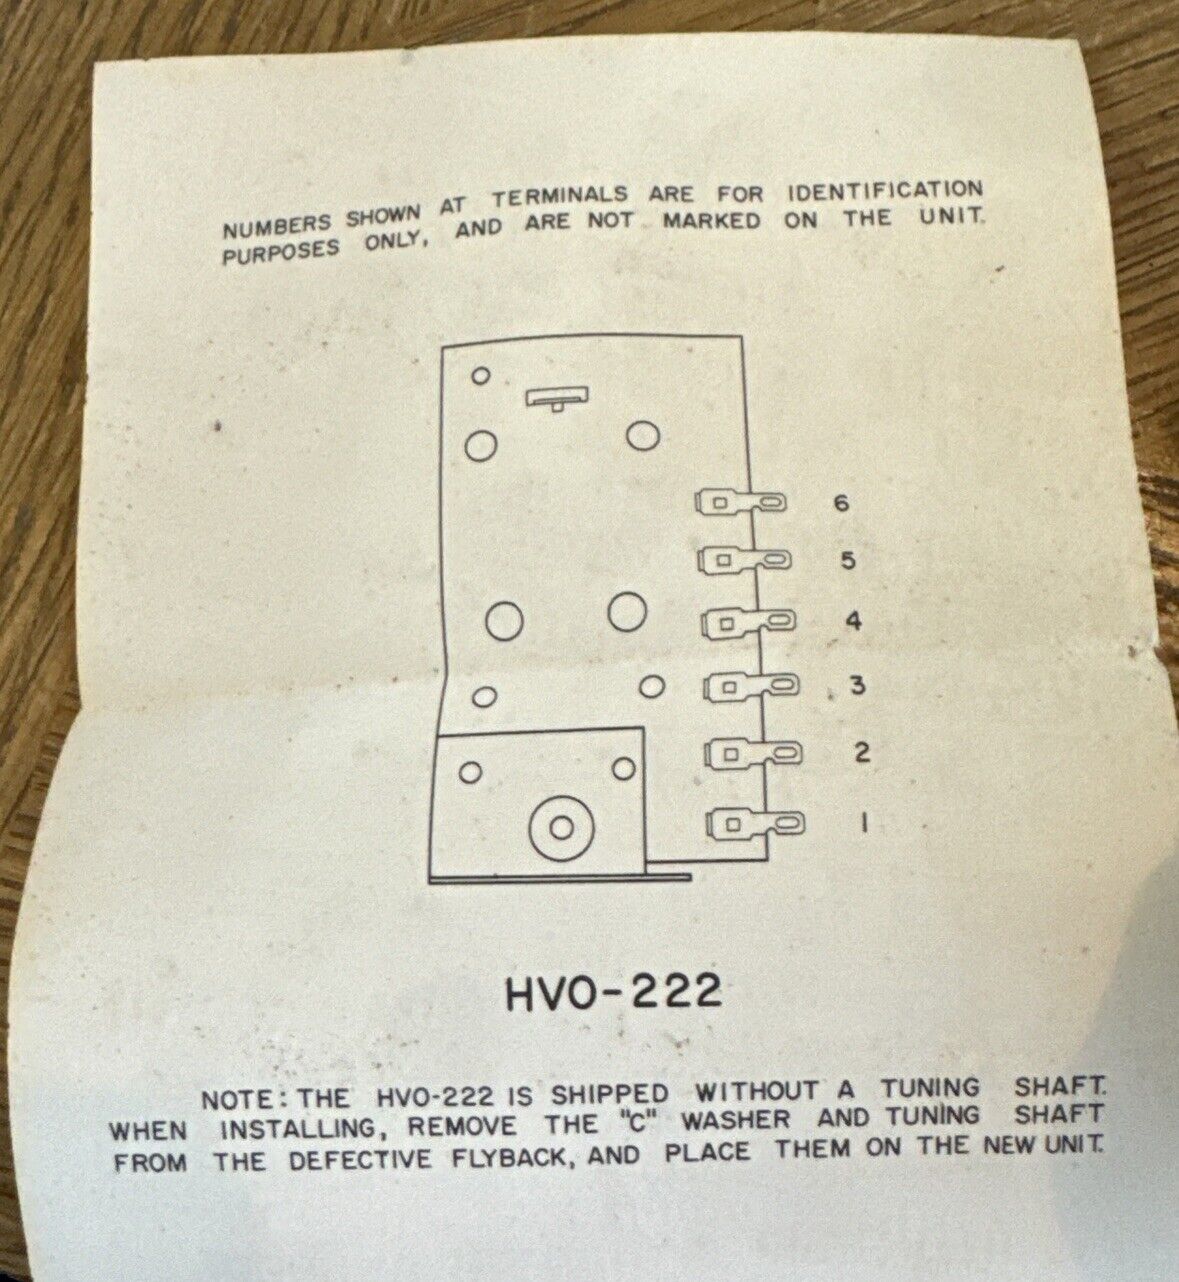 NUMBERS SHOWN AT TERMINALS ARE FOR IDENTIFICATION
PURPOSES ONLY, AND ARE NOT MARKED ON THE UNIT.
6
5
4
3
2
1
HVO-222
NOTE: THE HVO-222 IS SHIPPED WITHOUT A TUNING SHAFT.
WHEN INSTALLING, REMOVE THE "C" WASHER AND TUNING SHAFT
FROM THE DEFECTIVE FLYBACK, AND PLACE THEM ON THE NEW UNIT.